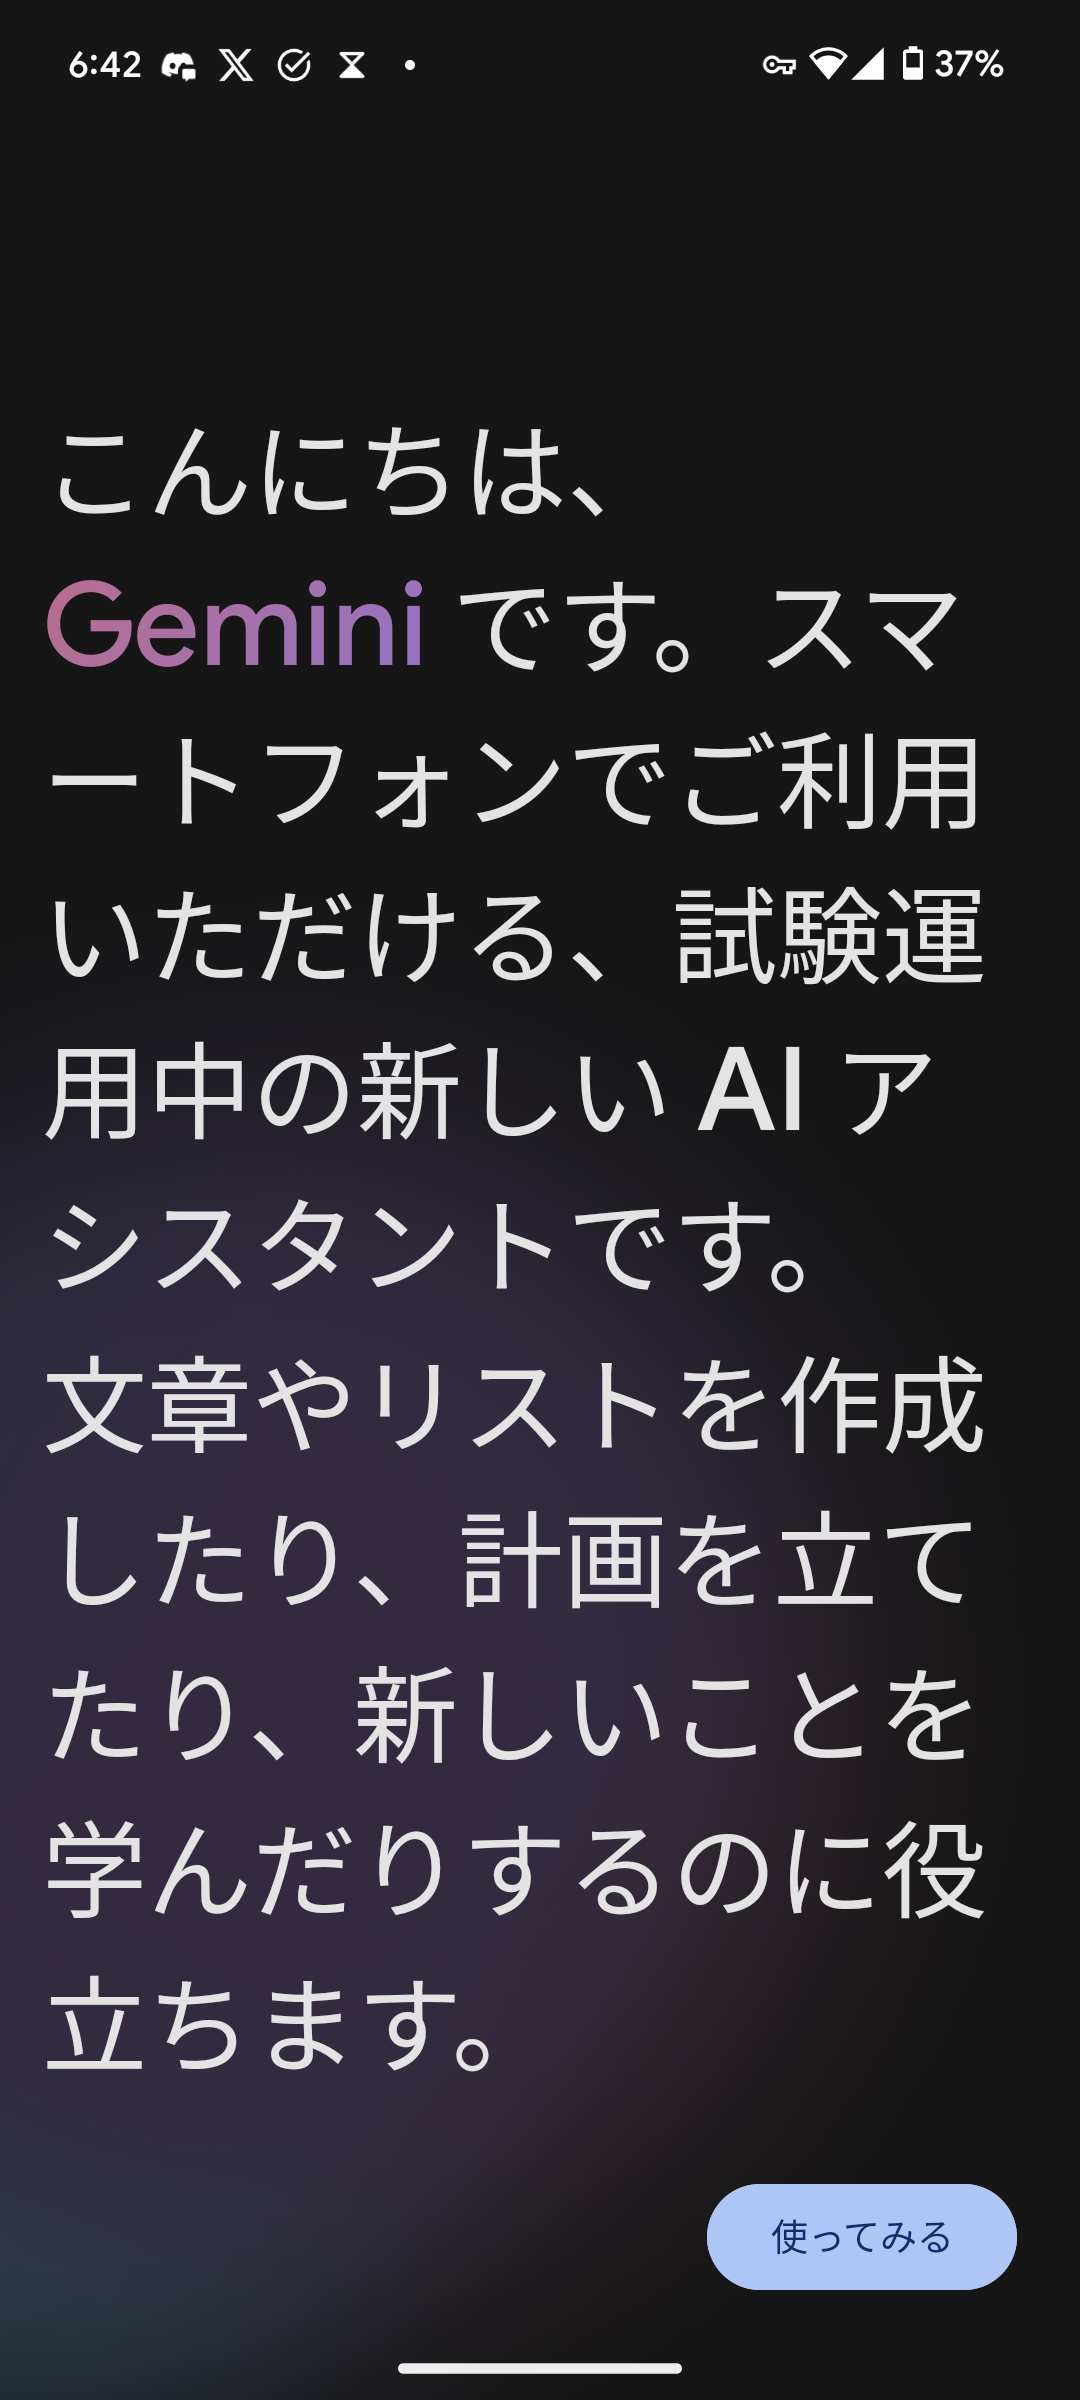 6:42
37%
こんにちは、
Gemini です。スマ
ートフォンでご利用
いただける、試験運
用中の新しい AI ア
シスタントです。
文章やリストを作成
したり、計画を立て
たり、新しいことを
学んだりするのに役
立ちます。
使ってみる